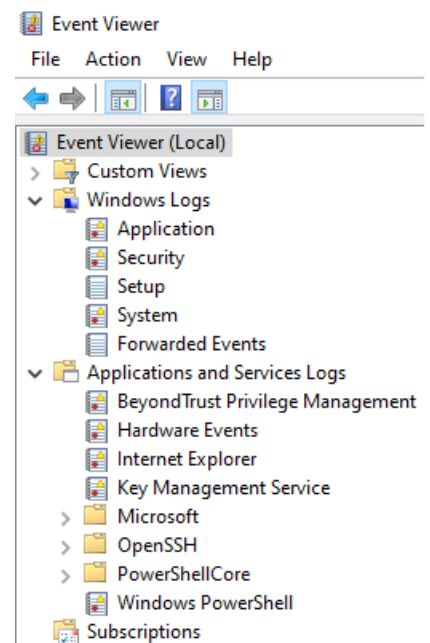 Event Viewer
File Action View Help
Event Viewer (Local)
Custom Views
Windows Logs
Application
Security
Setup
System
Forwarded Events
Applications and Services Logs
BeyondTrust Privilege Management
Hardware Events
Internet Explorer
Key Management Service
Microsoft
OpenSSH
PowerShellCore
Windows PowerShell
Subscriptions